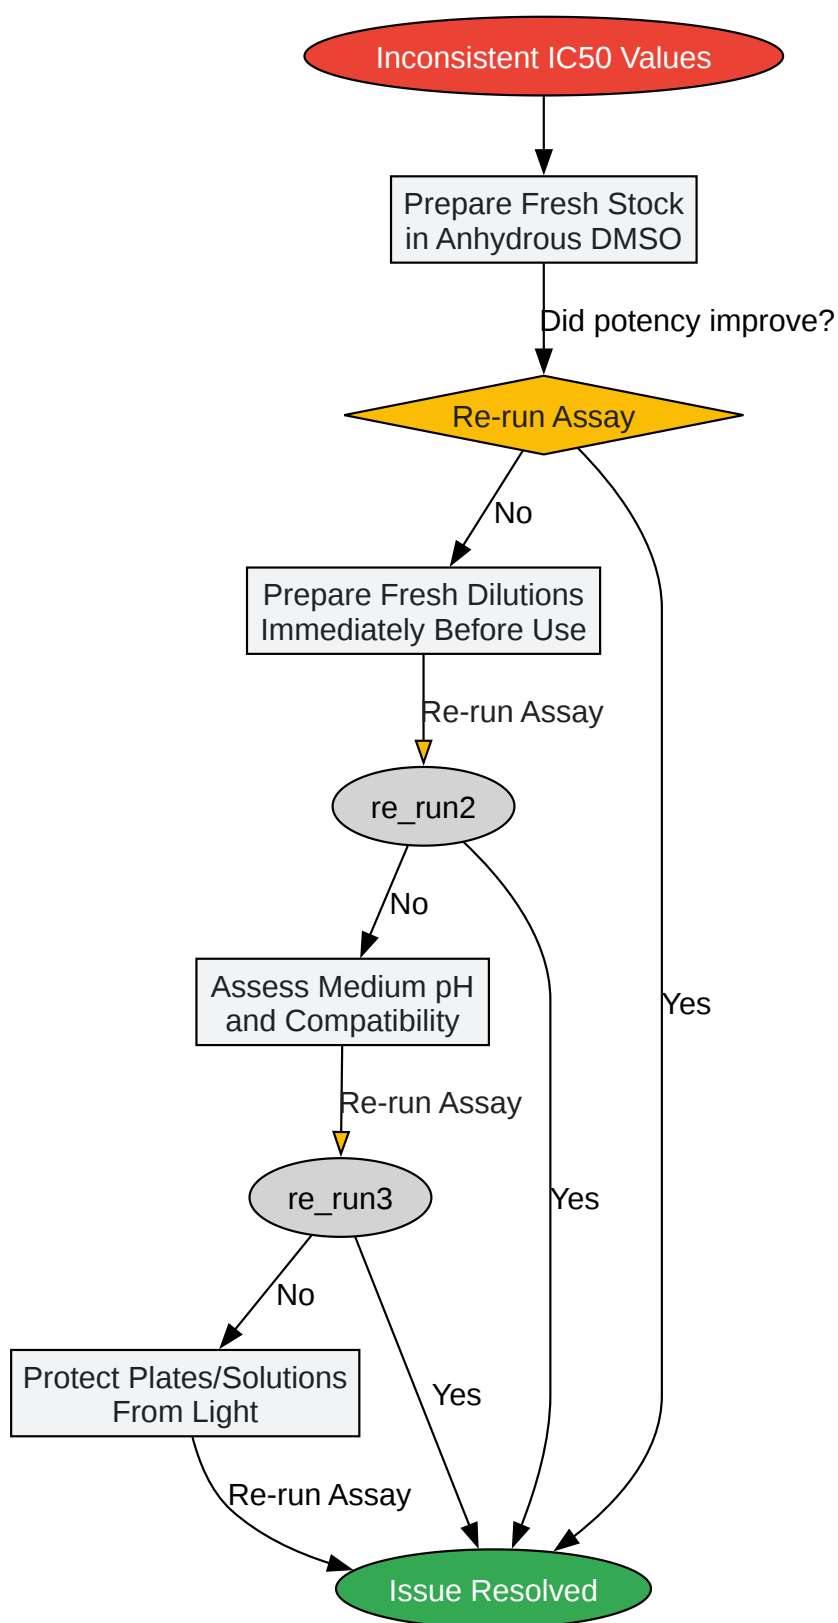 Inconsistent IC50 Values
Prepare Fresh Stock
in Anhydrous DMSO
Did potency improve?
Re-run Assay
No
Prepare Fresh Dilutions
Immediately Before Use
Re-run Assay
re_run2
No
Assess Medium pH
and Compatibility
Yes
Re-run Assay
re_run3
Yes
No
Protect Plates/Solutions
From Light
Yes
Re-run Assay
Issue Resolved